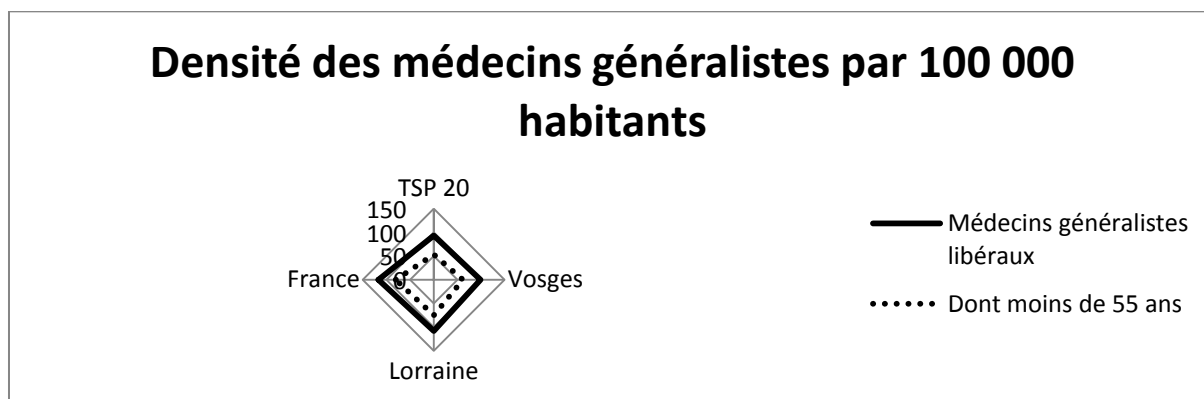 Densité des médecins généralistes par 100 000
habitants
TSP 20
150
100
50
0
France
Vosges
Lorraine
Médecins généralistes
libéraux
Dont moins de 55 ans